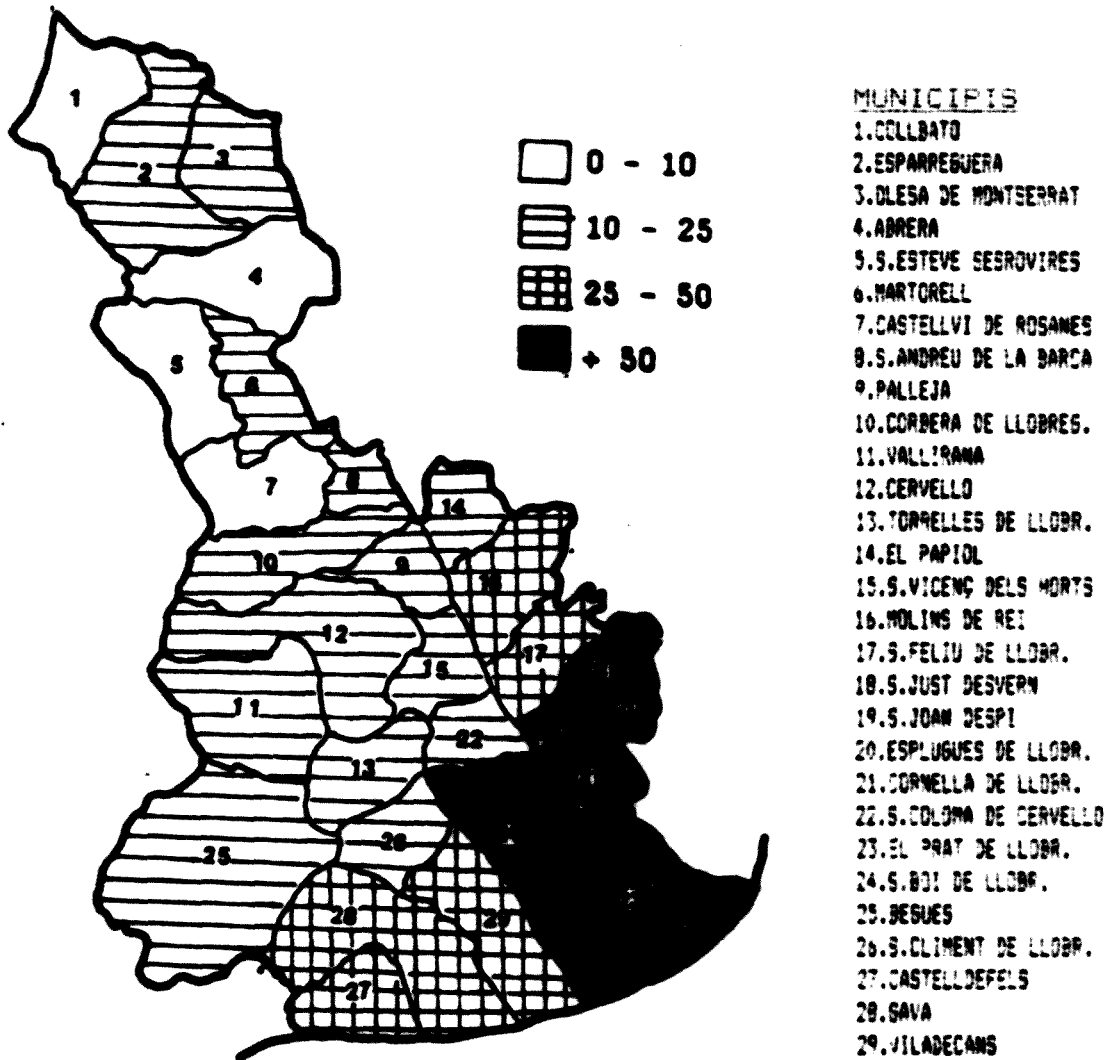 1
2
3
4
5
6
7
8
14
10
9
16
12
15
17
11
22
13
26
25
28
29
27
0 - 10
10 - 25
25 - 50
+ 50
MUNICIPIS
1.COLLBATO
2.ESPARREGUERA
3.OLESA DE MONTSERRAT
4.ABRERA
5.S.ESTEVE SESROVIRES
6.MARTORELL
7.CASTELLVI DE ROSANES
8.S.ANDREU DE LA BARCA
9.PALLEJA
10.CORBERA DE LLOBRES.
11.VALLIRANA
12.CERVELLO
13.TORRELLES DE LLOBR.
14.EL PAPIOL
15.S.VICENÇ DELS HORTS
16.MOLINS DE REI
17.S.FELIU DE LLOBR.
18.S.JUST DESVERN
19.S.JOAN DESPI
20.ESPLUGUES DE LLOBR.
21.CORNELLA DE LLOBR.
22.S.COLOMA DE CERVELLO
23.EL PRAT DE LLOBR.
24.S.BOI DE LLOBR.
25.BEGUES
26.S.CLIMENT DE LLOBR.
27.CASTELLDEFELS
28.GAVA
29.VILADECANS